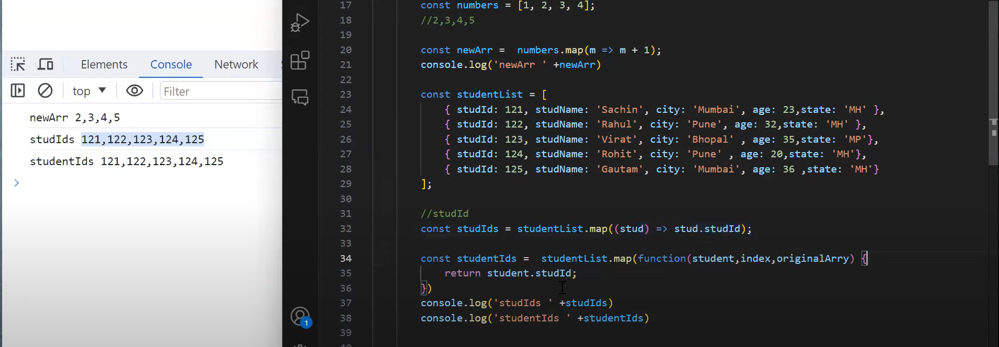 Elements Console Network
top Filter
newArr 2,3,4,5
studIds 121,122,123,124,125
studentIds 121,122,123,124,125
1
17 const numbers = [1, 2, 3, 4];
18 //2,3,4,5
19
20 const newArr =  numbers.map(m => m + 1);
21 console.log('newArr ' +newArr)
22
23 const studentList = [
24 { studId: 121, studName: 'Sachin', city: 'Mumbai', age: 23,state: 'MH' },
25 { studId: 122, studName: 'Rahul', city: 'Pune', age: 32,state: 'MH' },
26 { studId: 123, studName: 'Virat', city: 'Bhopal' , age: 35,state: 'MP'},
27 { studId: 124, studName: 'Rohit', city: 'Pune' , age: 20,state: 'MH'},
28 { studId: 125, studName: 'Gautam', city: 'Mumbai', age: 36 ,state: 'MH'}
29 ];
30
31 //studId
32 const studIds = studentList.map((stud) => stud.studId);
33
34 const studentIds =  studentList.map(function(student,index,originalArry) {
35 return student.studId;
36 })
37 console.log('studIds ' +studIds)
38 console.log('studentIds ' +studentIds)
39